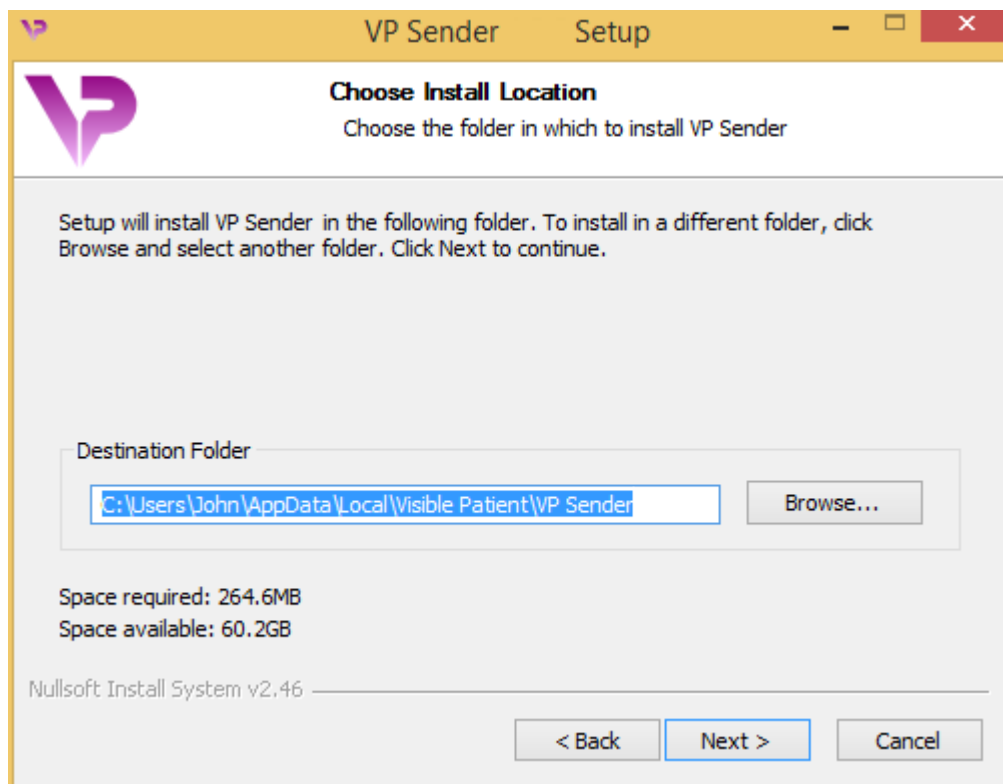 VP
VP Sender Setup
VP
Choose Install Location
Choose the folder in which to install VP Sender
Setup will install VP Sender in the following folder. To install in a different folder, click
Browse and select another folder. Click Next to continue.
Destination Folder
C:\Users\John\AppData\Local\Visible Patient\VP Sender
Browse...
Space required: 264.6MB
Space available: 60.2GB
Nullsoft Install System v2.46
< Back
Next >
Cancel